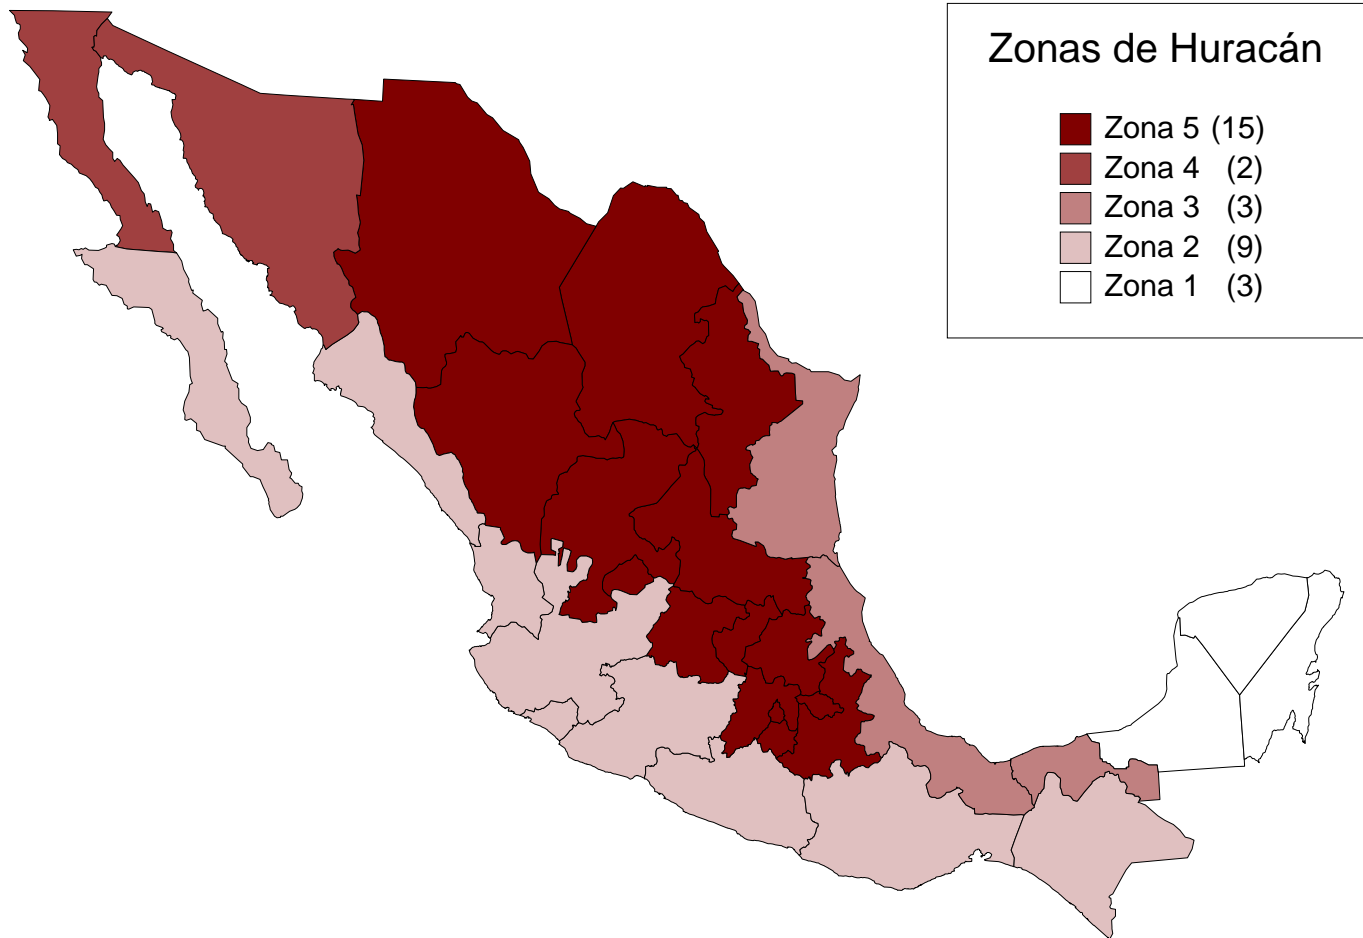 Zonas de Huracán
Zona 5 (15)
Zona 4 (2)
Zona 3 (3)
Zona 2 (9)
Zona 1 (3)